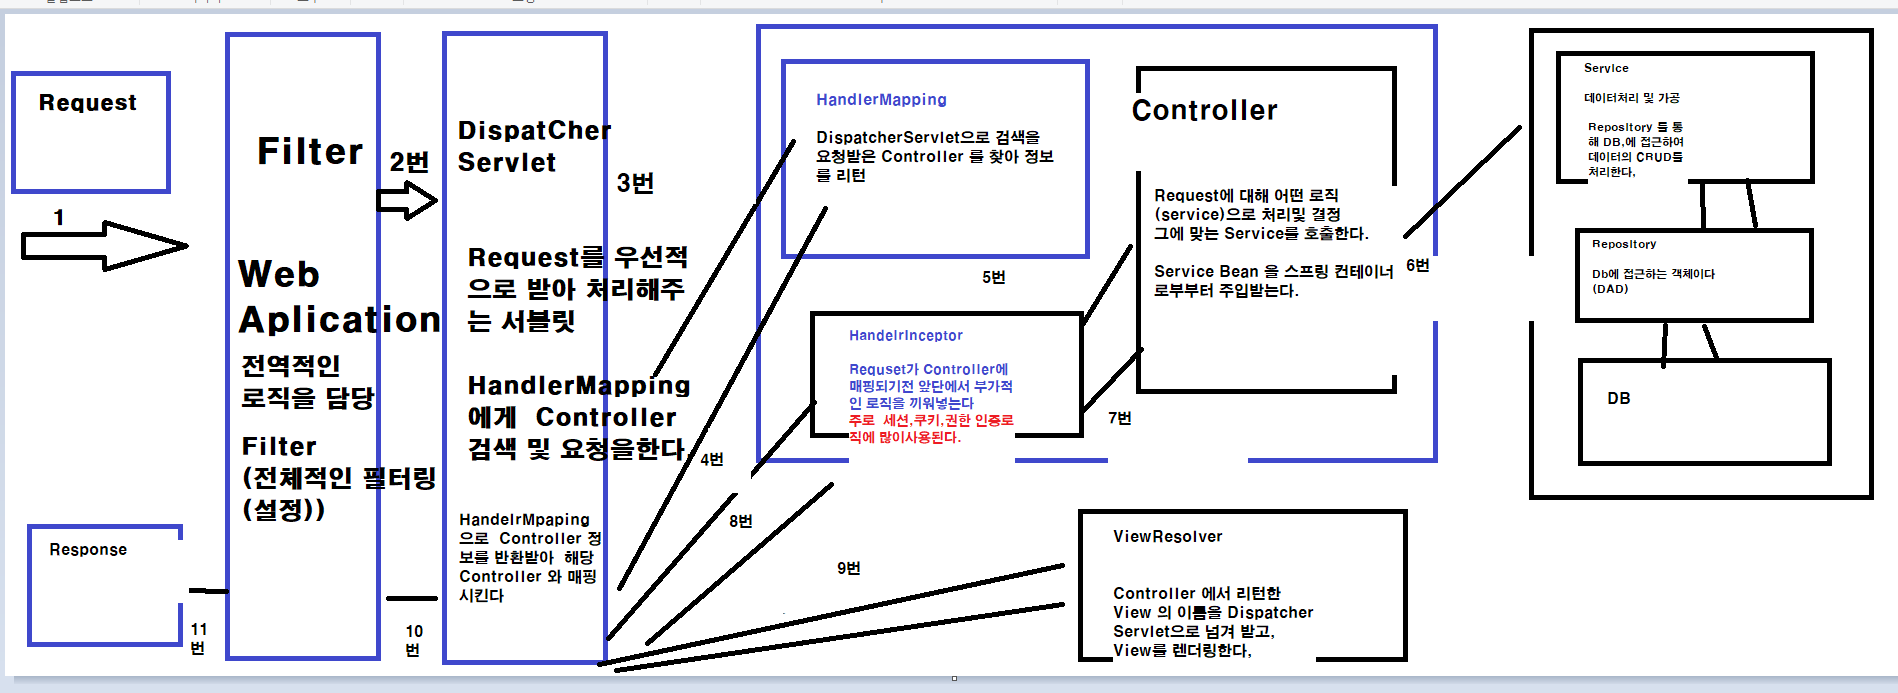 Request
1
Response
11
번
Filter
Web
Aplication
전역적인
로직을 담당
Filter
(전체적인 필터링
(설정))
2번
10
번
DispatCher
Servlet
Request를 우선적
으로 받아 처리해주
는 서블릿
HandlerMapping
에게 Controller
검색 및 요청을한다.
HandelrMpaping
으로 Controller 정
보를 반환받아 해당
Controller 와 매핑
시킨다
3번
4번
8번
9번
HandlerMapping
DispatcherServlet으로 검색을
요청받은 Controller 를 찾아 정보
를 리턴
5번
HandelrInceptor
Requset가 Controller에
매핑되기전 앞단에서 부가적
인 로직을 끼워넣는다
주로 세션,쿠키,권한 인증로
직에 많이사용된다.
7번
Controller
Request에 대해 어떤 로직
(service)으로 처리및 결정
그에 맞는 Service를 호출한다.
Service Bean 을 스프링 컨테이너
로부부터 주입받는다.
6번
ViewResolver
Controller 에서 리턴한
View 의 이름을 Dispatcher
Servlet으로 넘겨 받고,
View를 렌더링한다,
Service
데이터처리 및 가공
Repository 를 통
해 DB,에 접근하여
데이터의 CRUD를
처리한다,
Repository
Db에 접근하는 객체이다
(DAD)
DB